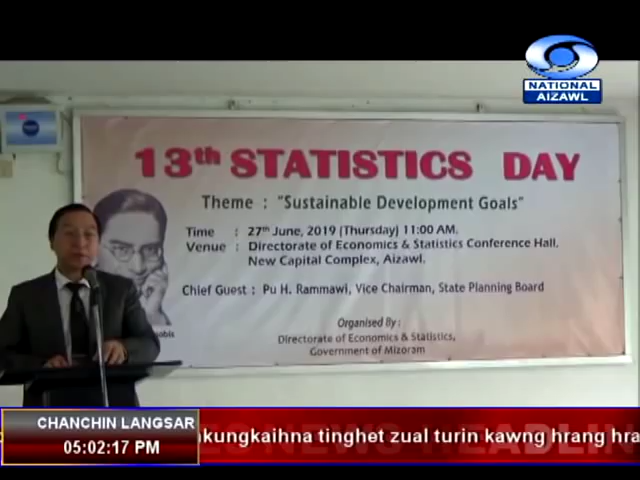 NATIONAL
AIZAWL
13th STATISTICS DAY
Theme : "Sustainable Development Goals"
Time : 27th June, 2019 (Thursday) 11:00 AM.
Venue : Directorate of Economics & Statistics Conference Hall,
New Capital Complex, Aizawl.
Chief Guest : Pu H. Rammawi, Vice Chairman, State Planning Board
Organised By :
Directorate of Economics & Statistics,
Government of Mizoram
CHANCHIN LANGSAR
05:02:17 PM
tinghet zual turin kawng hrang